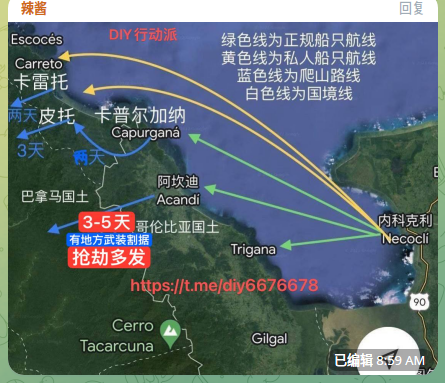 辣酱
回复
DIY行动派
Escocés
绿色线为正规船只航线
黄色线为私人船只航线
蓝色线为爬山路线
白色线为国境线
Carreto
卡雷托
两天
皮托
卡普尔加纳
Capurganá
3天
两天
阿坎迪
Acandí
巴拿马国土
3-5天
哥伦比亚国土
有地方武装割据
抢劫多发
内科克利
Necoclí
Trigana
https://t.me/diy6676678
90
Cerro
Tacarcuna
Gilgal
已编辑 8:59 AM